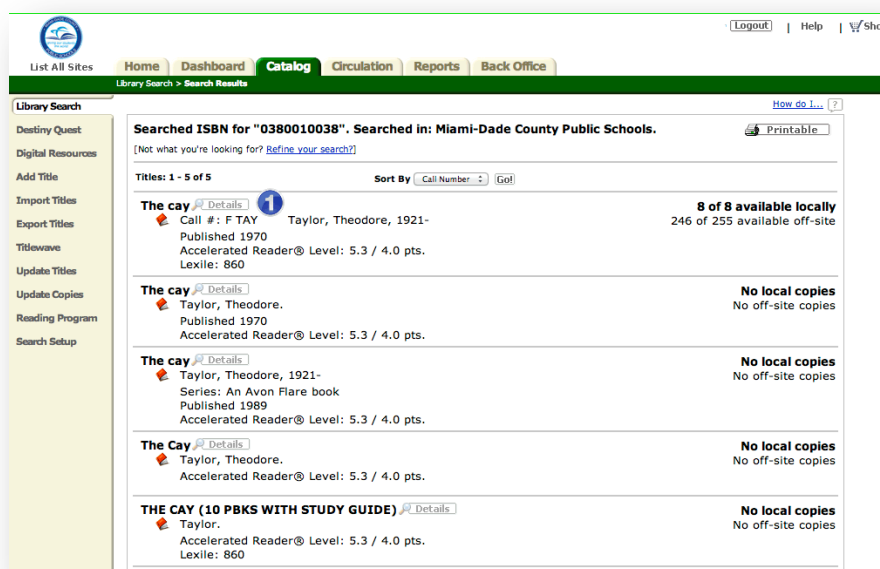 Logout | Help | Sho
List All Sites
Home Dashboard Catalog Circulation Reports Back Office
Library Search > Search Results
Library Search
Destiny Quest
Digital Resources
Add Title
Import Titles
Export Titles
Titlewave
Update Titles
Update Copies
Reading Program
Search Setup
How do I... ?
Searched ISBN for "0380010038". Searched in: Miami-Dade County Public Schools.
Printable
[Not what you're looking for? Refine your search?]
Titles: 1 - 5 of 5 Sort By Call Number Go!
The cay Details 1 8 of 8 available locally
Call #: F TAY Taylor, Theodore, 1921- 246 of 255 available off-site
Published 1970
Accelerated Reader® Level: 5.3 / 4.0 pts.
Lexile: 860
The cay Details No local copies
Taylor, Theodore. No off-site copies
Published 1970
Accelerated Reader® Level: 5.3 / 4.0 pts.
The cay Details No local copies
Taylor, Theodore, 1921- No off-site copies
Series: An Avon Flare book
Published 1989
Accelerated Reader® Level: 5.3 / 4.0 pts.
The Cay Details No local copies
Taylor, Theodore. No off-site copies
Accelerated Reader® Level: 5.3 / 4.0 pts.
THE CAY (10 PBKS WITH STUDY GUIDE) Details No local copies
Taylor. No off-site copies
Accelerated Reader® Level: 5.3 / 4.0 pts.
Lexile: 860